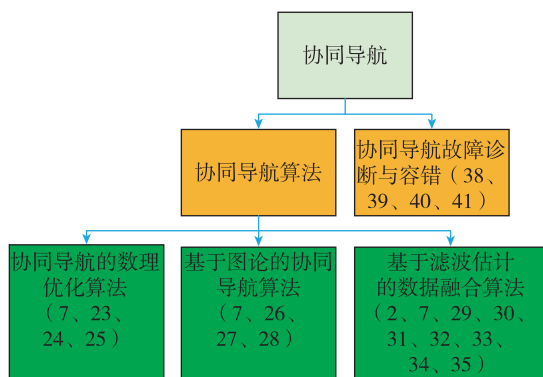 协同导航
协同导航算法
协同导航故障诊
断与容错（38、
39、40、41）
协同导航的数理
优化算法
（7、23、
24、25）
基于图论的协同
导航算法
（7、26、
27、28）
基于滤波估计
的数据融合算法
（2、7、29、30、
31、32、33、
34、35）